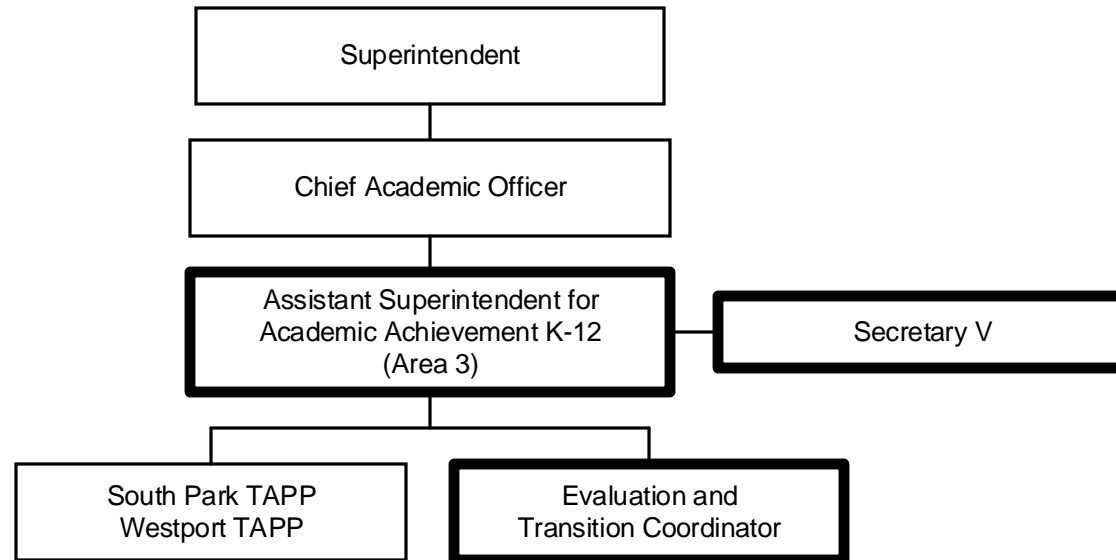 Superintendent
Chief Academic Officer
Assistant Superintendent for
Academic Achievement K-12
(Area 3)
Secretary V
South Park TAPP
Westport TAPP
Evaluation and
Transition Coordinator